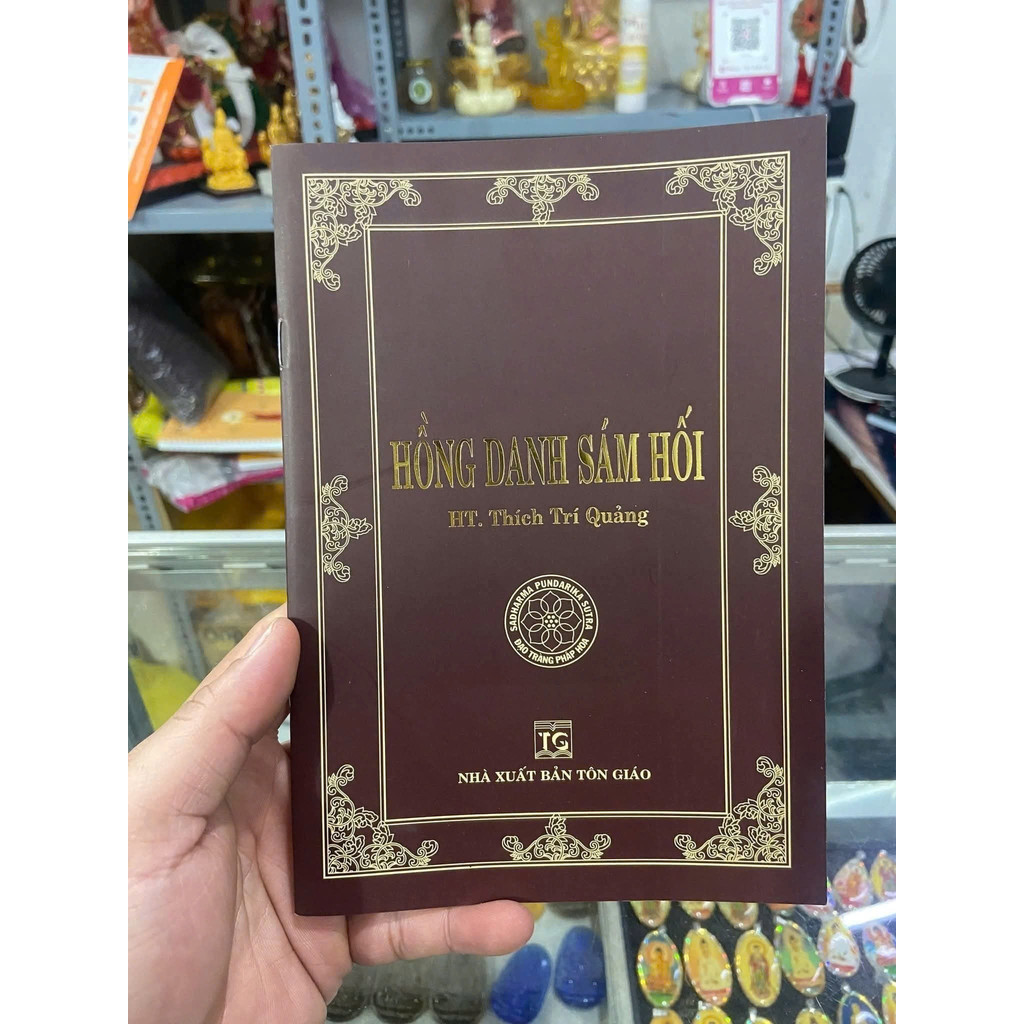 HỒNG DANH SÁM HỐI
HT. Thích Trí Quảng
SADHARMA PUNDARIKA SUTRA
ĐẠO TRÀNG PHÁP HOA
TG
NHÀ XUẤT BẢN TÔN GIÁO